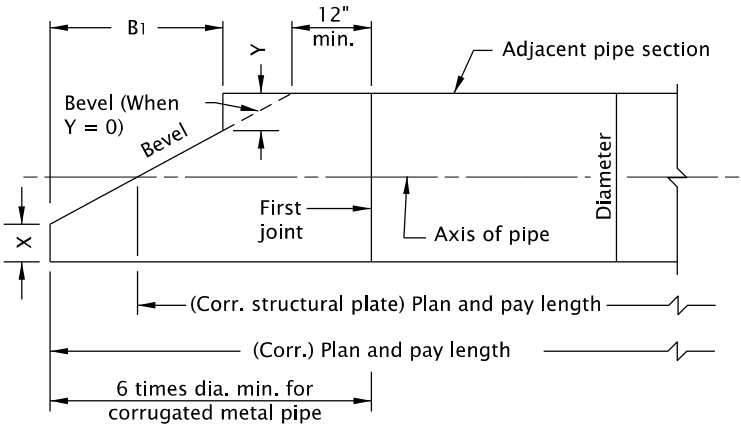 B1
12"
min.
Y
Adjacent pipe section
Bevel (When
Y = 0)
Bevel
Diameter
First
joint
Axis of pipe
X
(Corr. structural plate) Plan and pay length
(Corr.) Plan and pay length
6 times dia. min. for
corrugated metal pipe